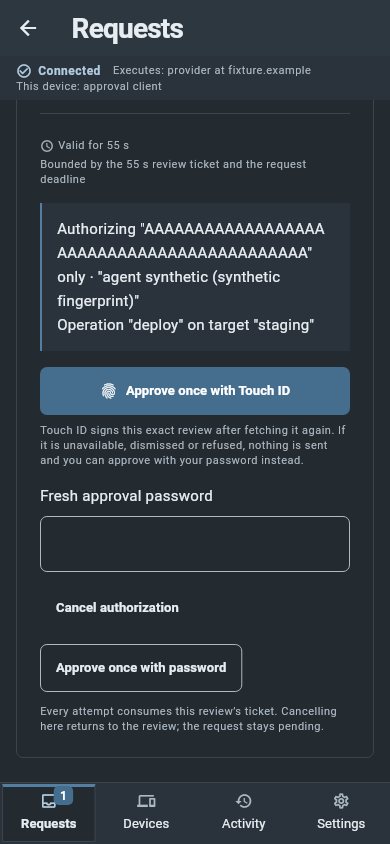 Requests
Connected Executes: provider at fixture.example
This device: approval client
Valid for 55 s
Bounded by the 55 s review ticket and the request
deadline
Authorizing "AAAAAAAAAAAAAAAAAA
AAAAAAAAAAAAAAAAAAAAAAAAA"
only · "agent synthetic (synthetic
fingerprint)"
Operation "deploy" on target "staging"
Approve once with Touch ID
Touch ID signs this exact review after fetching it again. If
it is unavailable, dismissed or refused, nothing is sent
and you can approve with your password instead.
Fresh approval password
Cancel authorization
Approve once with password
Every attempt consumes this review's ticket. Cancelling
here returns to the review; the request stays pending.
1
Requests Devices Activity Settings